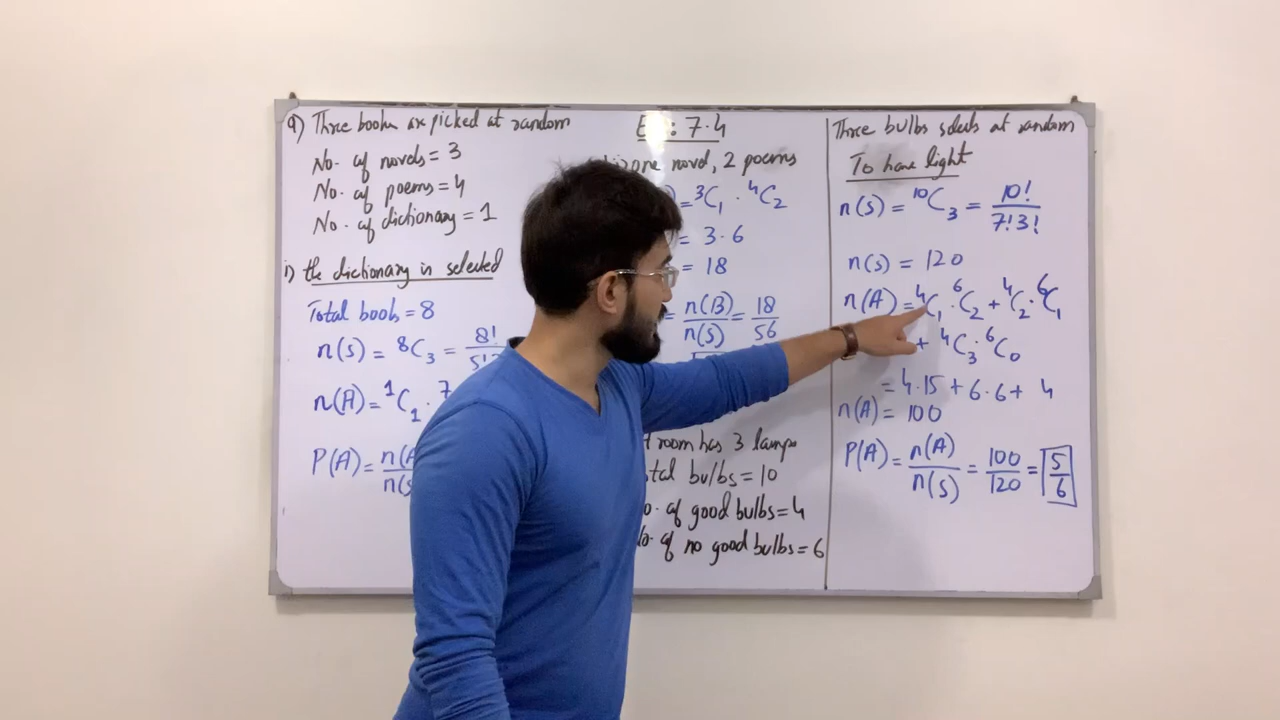 a) Three books are picked at random
No. of novels = 3
No. of poems = 4
No. of dictionary = 1
i) the dictionary is selected
Total books = 8
n(S) = ⁸C₃ = 8!
n(A) = ¹C₁ · 7
P(A) = n(A
n(S
Ex: 7.4
one novel, 2 poems
= ³C₁ · ⁴C₂
= 3·6
= 18
= n(B)/n(S) = 18/56
room has 3 lamps
bulbs = 10
of good bulbs = 4
of no good bulbs = 6
Three bulbs selects at random
To have light
n(S) = ¹⁰C₃ = 10!/7!3!
n(S) = 120
n(A) = ⁴C₁ · ⁶C₂ + ⁴C₂ · ⁶C₁
+ ⁴C₃ · ⁶C₀
= 4·15 + 6·6 + 4
n(A) = 100
P(A) = n(A)/n(S) = 100/120 = 5/6